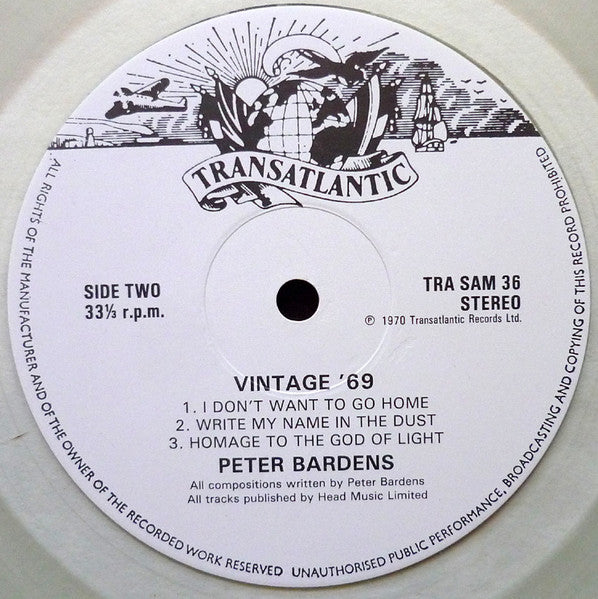 TRANSATLANTIC
SIDE TWO
33⅓ r.p.m.
TRA SAM 36
STEREO
℗ 1970 Transatlantic Records Ltd.
VINTAGE '69
1. I DON'T WANT TO GO HOME
2. WRITE MY NAME IN THE DUST
3. HOMAGE TO THE GOD OF LIGHT
PETER BARDENS
All compositions written by Peter Bardens
All tracks published by Head Music Limited
ALL RIGHTS OF THE MANUFACTURER AND OF THE OWNER OF THE RECORDED WORK RESERVED UNAUTHORISED PUBLIC PERFORMANCE, BROADCASTING AND COPYING OF THIS RECORD PROHIBITED